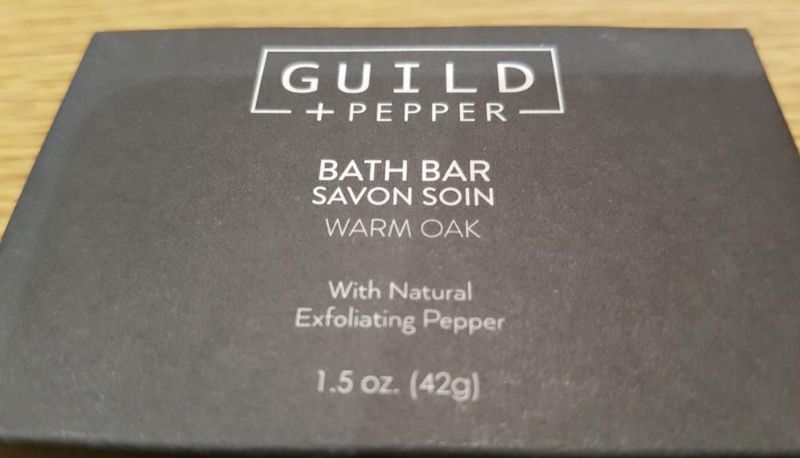 GUILD
+ PEPPER
BATH BAR
SAVON SOIN
WARM OAK
With Natural
Exfoliating Pepper
1.5 oz. (42g)